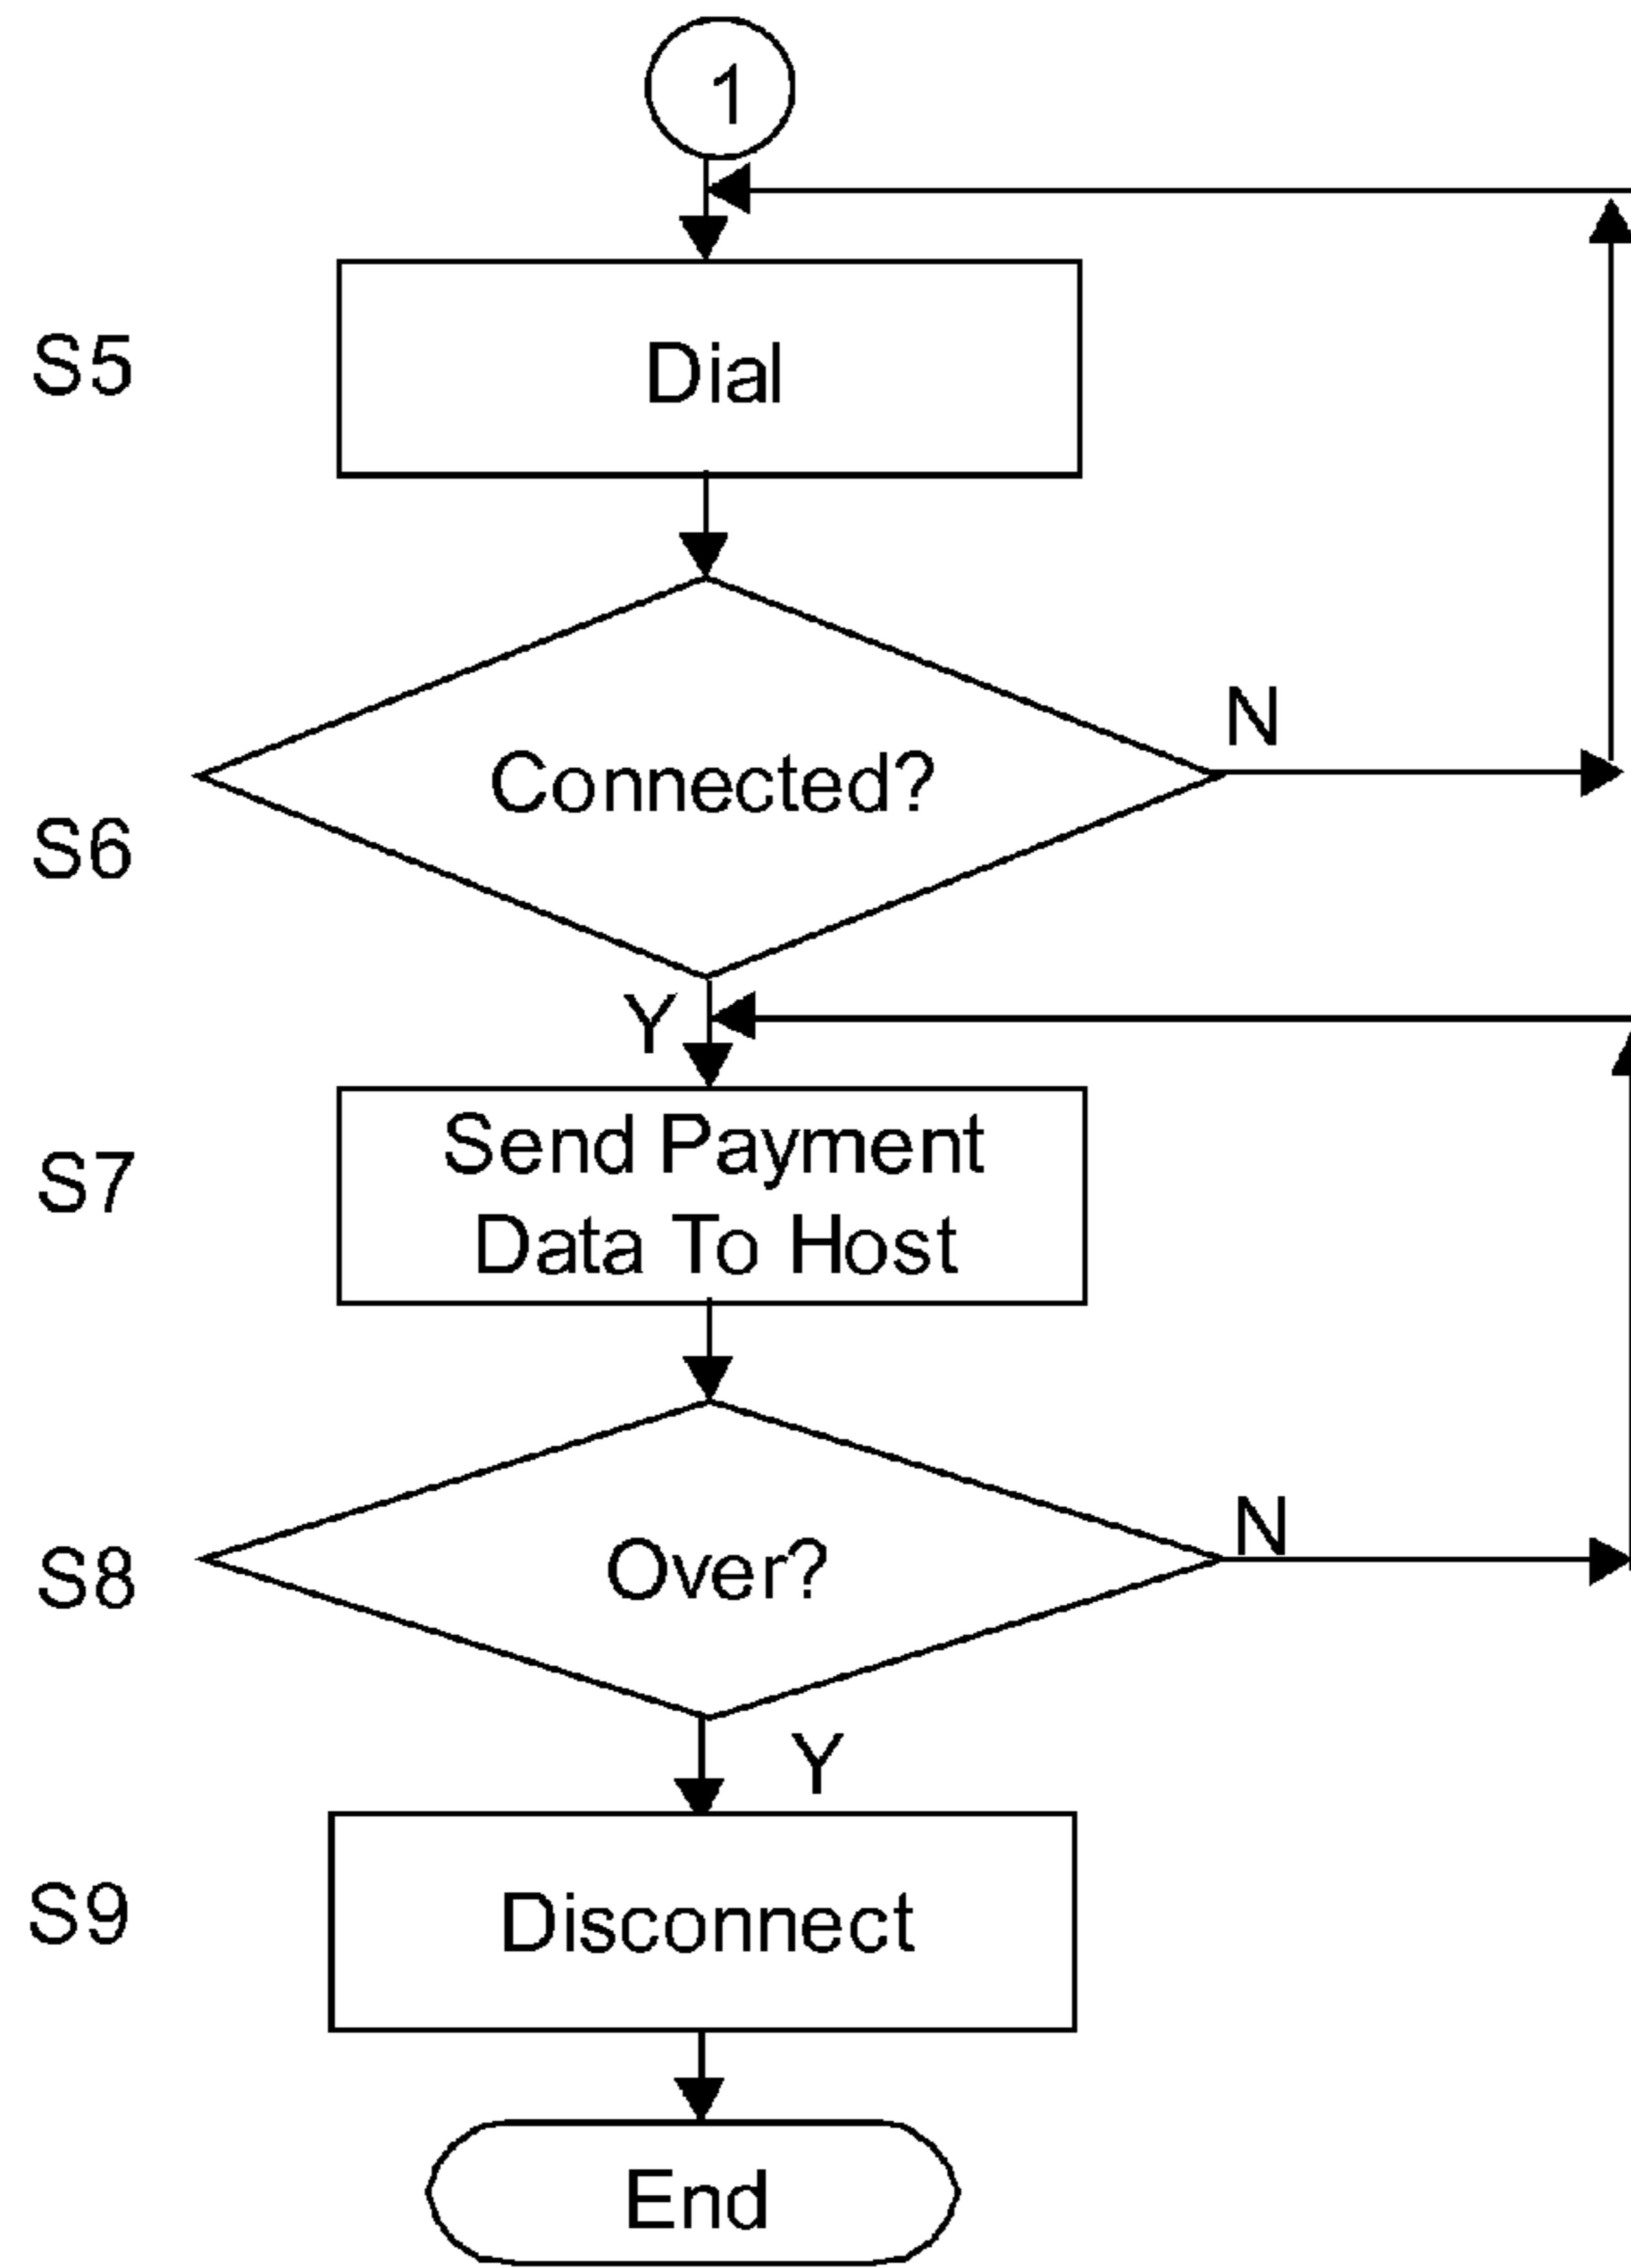 1
S5
Dial
Connected?
N
S6
Y
Send Payment
Data To Host
S7
Over?
N
S8
Y
Disconnect
S9
End